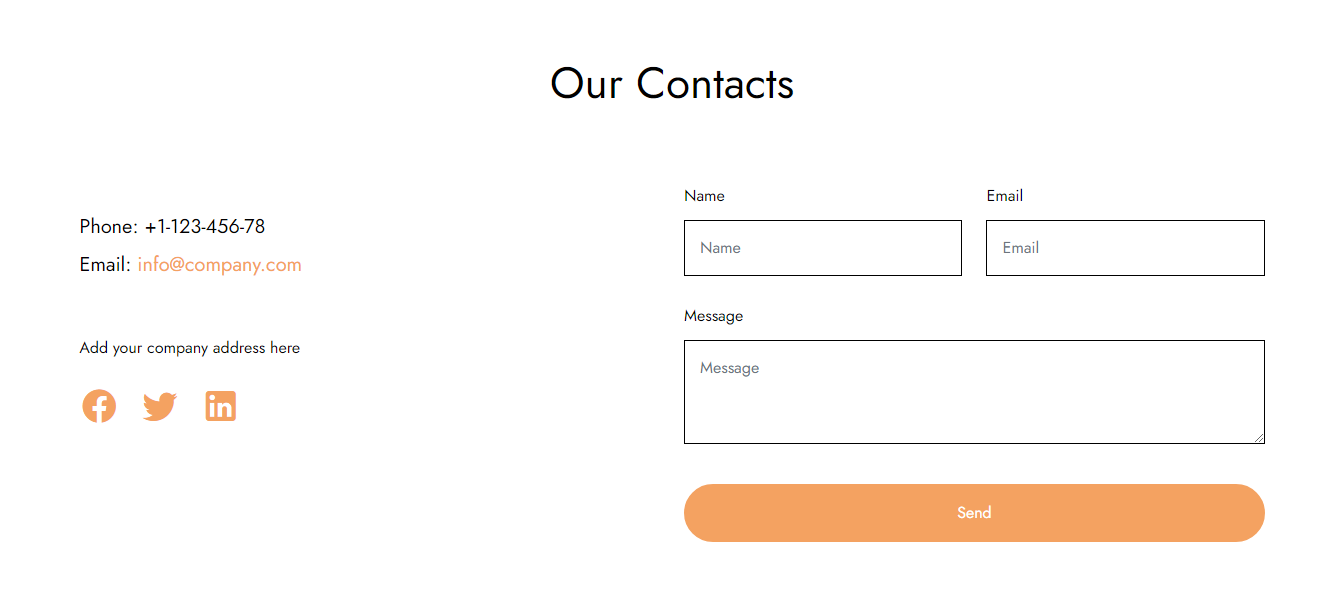 Our Contacts
Phone: +1-123-456-78
Email: info@company.com
Add your company address here
Name
Email
Name
Email
Message
Message
Send